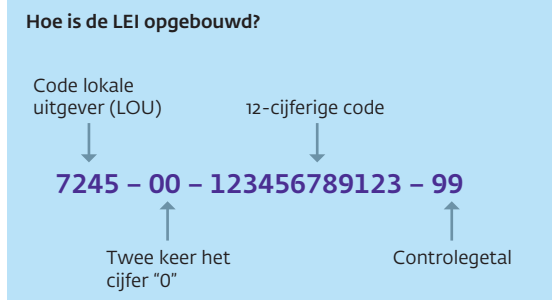 Hoe is de LEI opgebouwd?
Code lokale
uitgever (LOU)
12-cijferige code
7245 – 00 – 123456789123 – 99
Twee keer het
cijfer "0"
Controlegetal